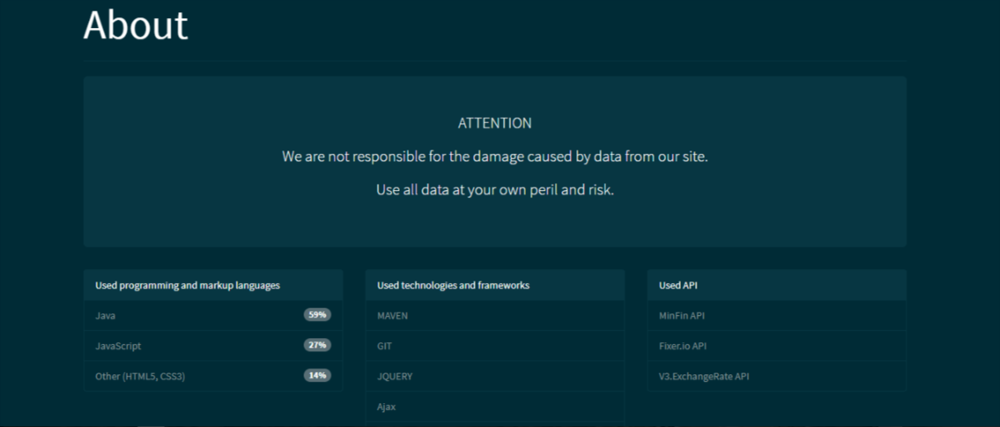 About
ATTENTION
We are not responsible for the damage caused by data from our site.
Use all data at your own peril and risk.
Used programming and markup languages
Java 59%
JavaScript 27%
Other (HTML5, CSS3) 14%
Used technologies and frameworks
MAVEN
GIT
JQUERY
Ajax
Used API
MinFin API
Fixer.io API
V3.ExchangeRate API